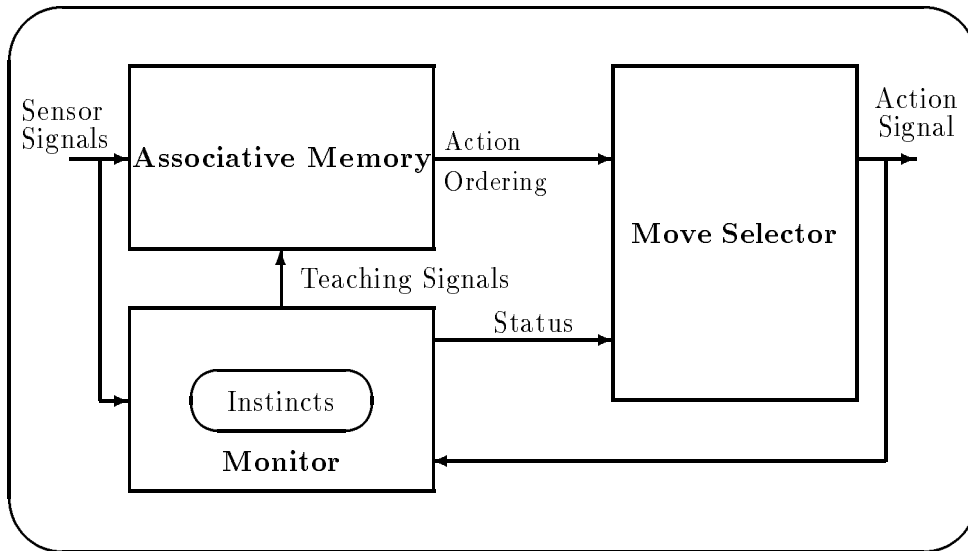 Sensor
Signals
Associative Memory
Action
Ordering
Action
Signal
Move Selector
Teaching Signals
Status
Instincts
Monitor